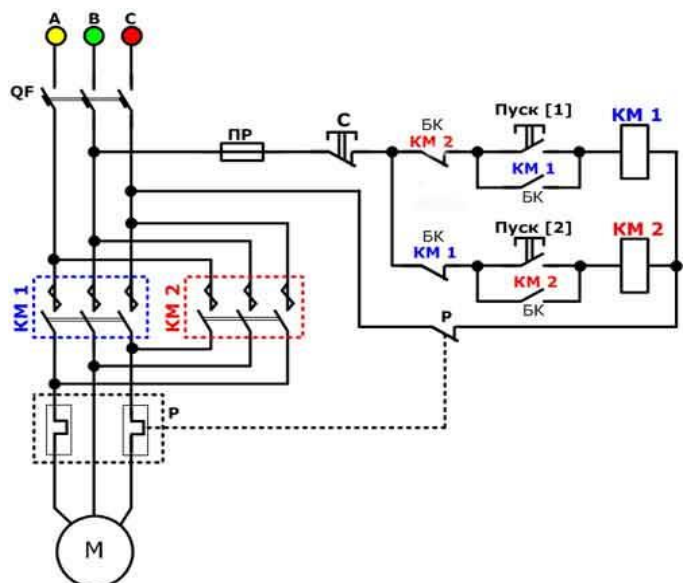 A B C
QF
ПР
С
БК
КМ 2
Пуск [1]
КМ 1
БК
КМ 1
БК
КМ 1
Пуск [2]
КМ 2
БК
КМ 2
КМ 1
КМ 2
Р
Р
М